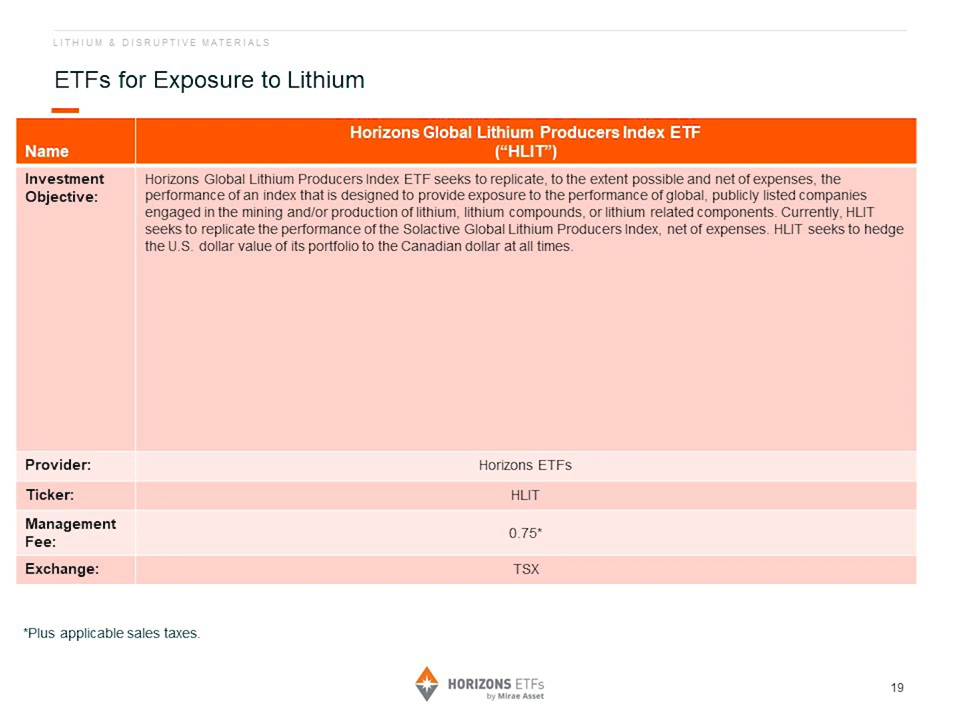 LITHIUM & DISRUPTIVE MATERIALS
ETFs for Exposure to Lithium
Name
Horizons Global Lithium Producers Index ETF
(“HLIT”)
Investment
Objective:
Horizons Global Lithium Producers Index ETF seeks to replicate, to the extent possible and net of expenses, the
performance of an index that is designed to provide exposure to the performance of global, publicly listed companies
engaged in the mining and/or production of lithium, lithium compounds, or lithium related components. Currently, HLIT
seeks to replicate the performance of the Solactive Global Lithium Producers Index, net of expenses. HLIT seeks to hedge
the U.S. dollar value of its portfolio to the Canadian dollar at all times.
Provider:
Horizons ETFs
Ticker:
HLIT
Management
Fee:
0.75*
Exchange:
TSX
*Plus applicable sales taxes.
HORIZONS ETFs
by Mirae Asset
19